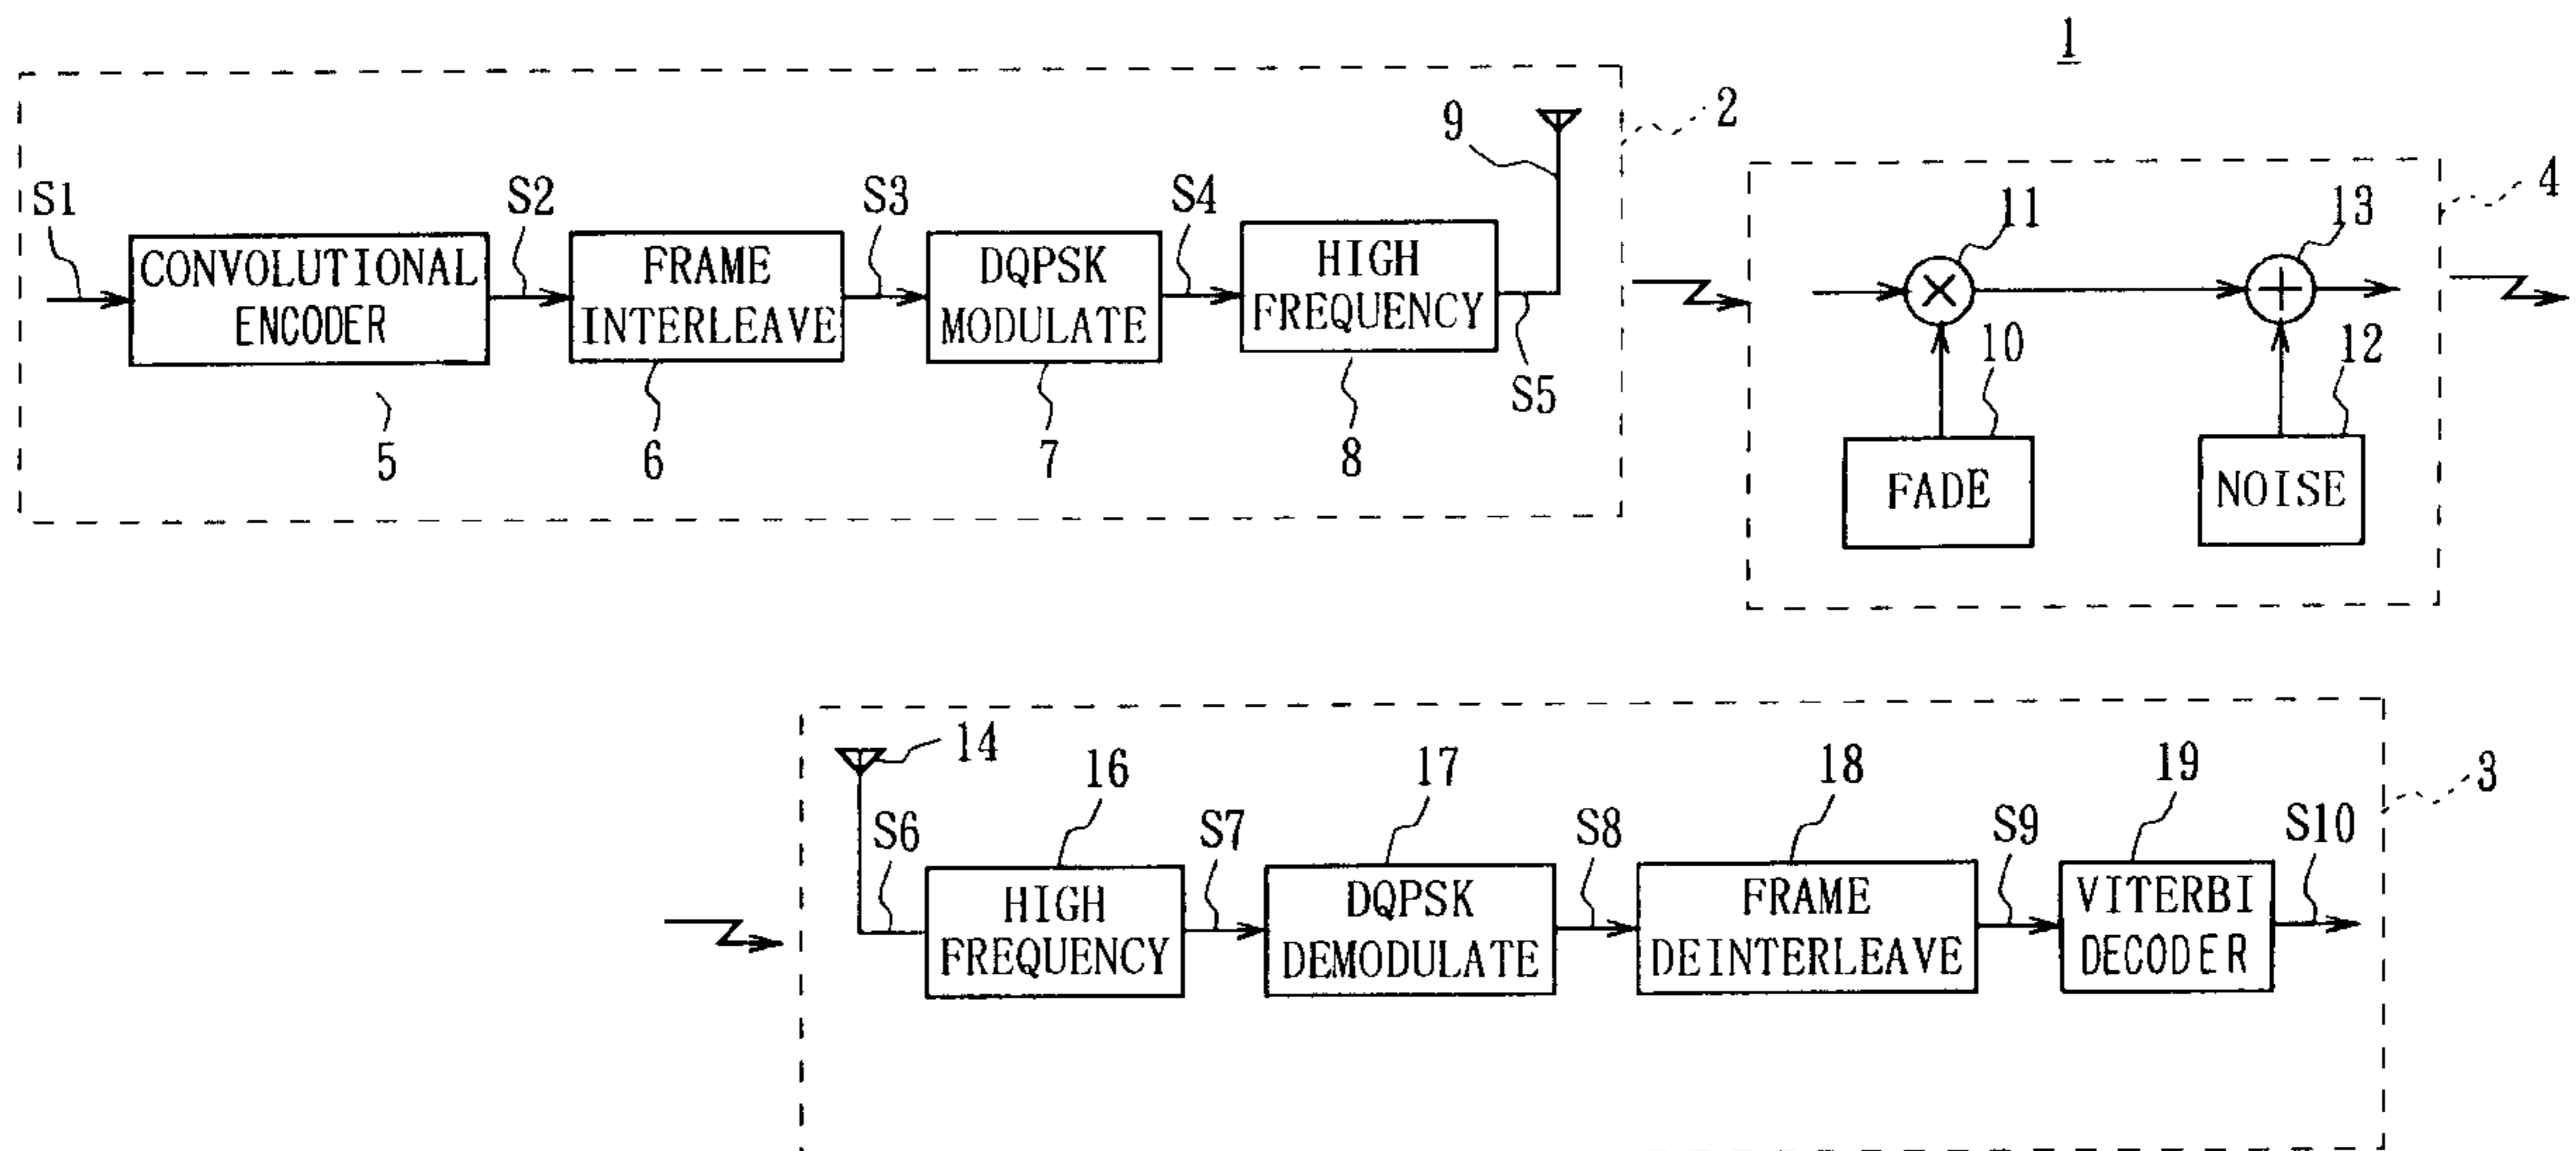 1
2
9
4
S1
S2
S3
S4
11
13
CONVOLUTIONAL
ENCODER
FRAME
INTERLEAVE
DQPSK
MODULATE
HIGH
FREQUENCY
10
12
S5
5
6
7
8
FADE
NOISE
14
16
17
18
19
3
S6
S7
S8
S9
S10
HIGH
FREQUENCY
DQPSK
DEMODULATE
FRAME
DEINTERLEAVE
VITERBI
DECODER